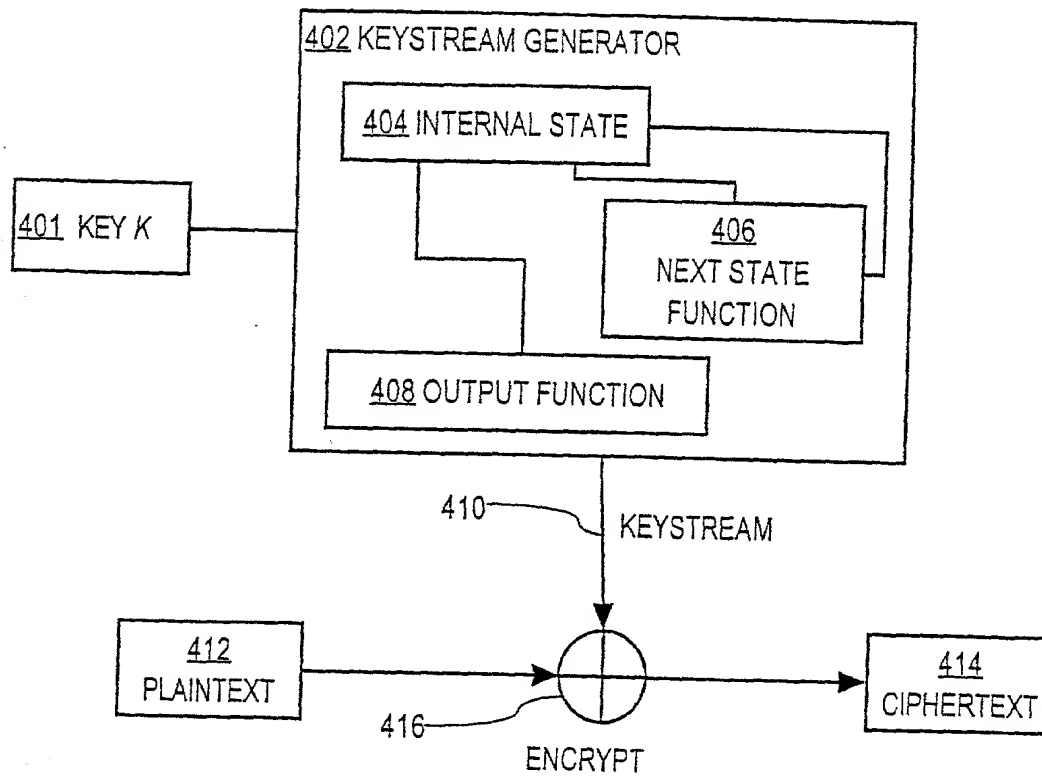 402 KEYSTREAM GENERATOR
404 INTERNAL STATE
401 KEY K
406
NEXT STATE
FUNCTION
408 OUTPUT FUNCTION
410
KEYSTREAM
412
PLAINTEXT
416
ENCRYPT
414
CIPHERTEXT